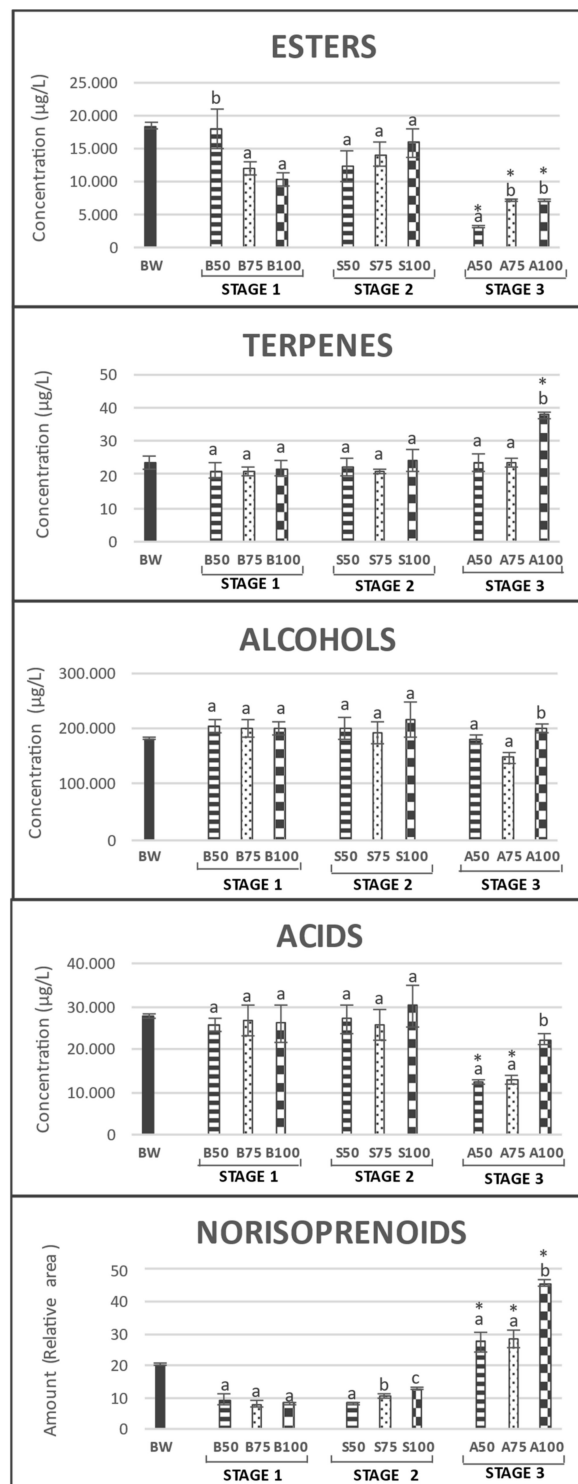 ESTERS
Concentration (µg/L)
25.000
20.000
15.000
10.000
5.000
0
b
a
a
a
a
a
*
a
*
b
*
b
BW
B50 B75 B100
S50 S75 S100
A50 A75 A100
STAGE 1
STAGE 2
STAGE 3
TERPENES
Concentration (µg/L)
50
40
30
20
10
0
a
a
a
a
a
a
a
a
*
b
BW
B50 B75 B100
S50 S75 S100
A50 A75 A100
STAGE 1
STAGE 2
STAGE 3
ALCOHOLS
Concentration (µg/L)
300.000
200.000
100.000
0
a
a
a
a
a
a
a
a
b
BW
B50 B75 B100
S50 S75 S100
A50 A75 A100
STAGE 1
STAGE 2
STAGE 3
ACIDS
Concentration (µg/L)
40.000
30.000
20.000
10.000
0
a
a
a
a
a
a
*
a
*
a
b
BW
B50 B75 B100
S50 S75 S100
A50 A75 A100
STAGE 1
STAGE 2
STAGE 3
NORISOPRENOIDS
Amount (Relative area )
50
40
30
20
10
0
a
a
a
a
b
c
*
a
*
a
*
b
BW
B50 B75 B100
S50 S75 S100
A50 A75 A100
STAGE 1
STAGE 2
STAGE 3